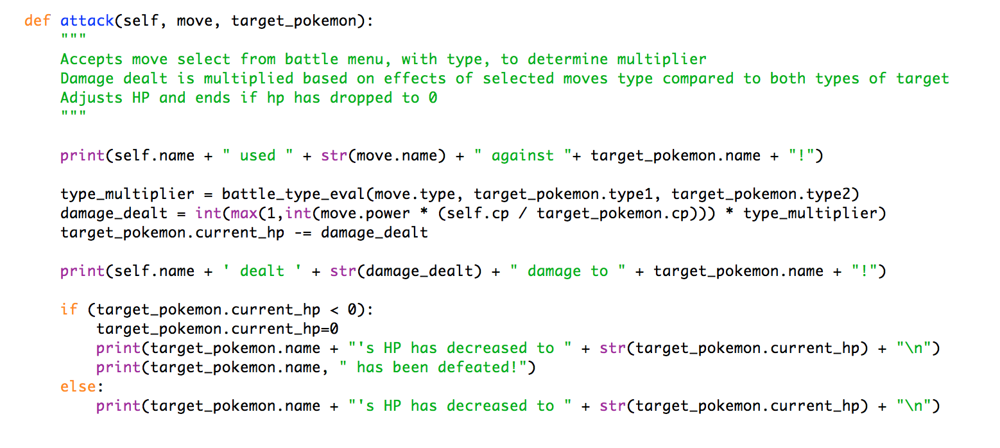 def attack(self, move, target_pokemon):
    """
    Accepts move select from battle menu, with type, to determine multiplier
    Damage dealt is multiplied based on effects of selected moves type compared to both types of target
    Adjusts HP and ends if hp has dropped to 0
    """

    print(self.name + " used " + str(move.name) + " against "+ target_pokemon.name + "!")

    type_multiplier = battle_type_eval(move.type, target_pokemon.type1, target_pokemon.type2)
    damage_dealt = int(max(1,int(move.power * (self.cp / target_pokemon.cp))) * type_multiplier)
    target_pokemon.current_hp -= damage_dealt

    print(self.name + ' dealt ' + str(damage_dealt) + " damage to " + target_pokemon.name + "!")

    if (target_pokemon.current_hp < 0):
        target_pokemon.current_hp=0
        print(target_pokemon.name + "'s HP has decreased to " + str(target_pokemon.current_hp) + "\n")
        print(target_pokemon.name, " has been defeated!")
    else:
        print(target_pokemon.name + "'s HP has decreased to " + str(target_pokemon.current_hp) + "\n")